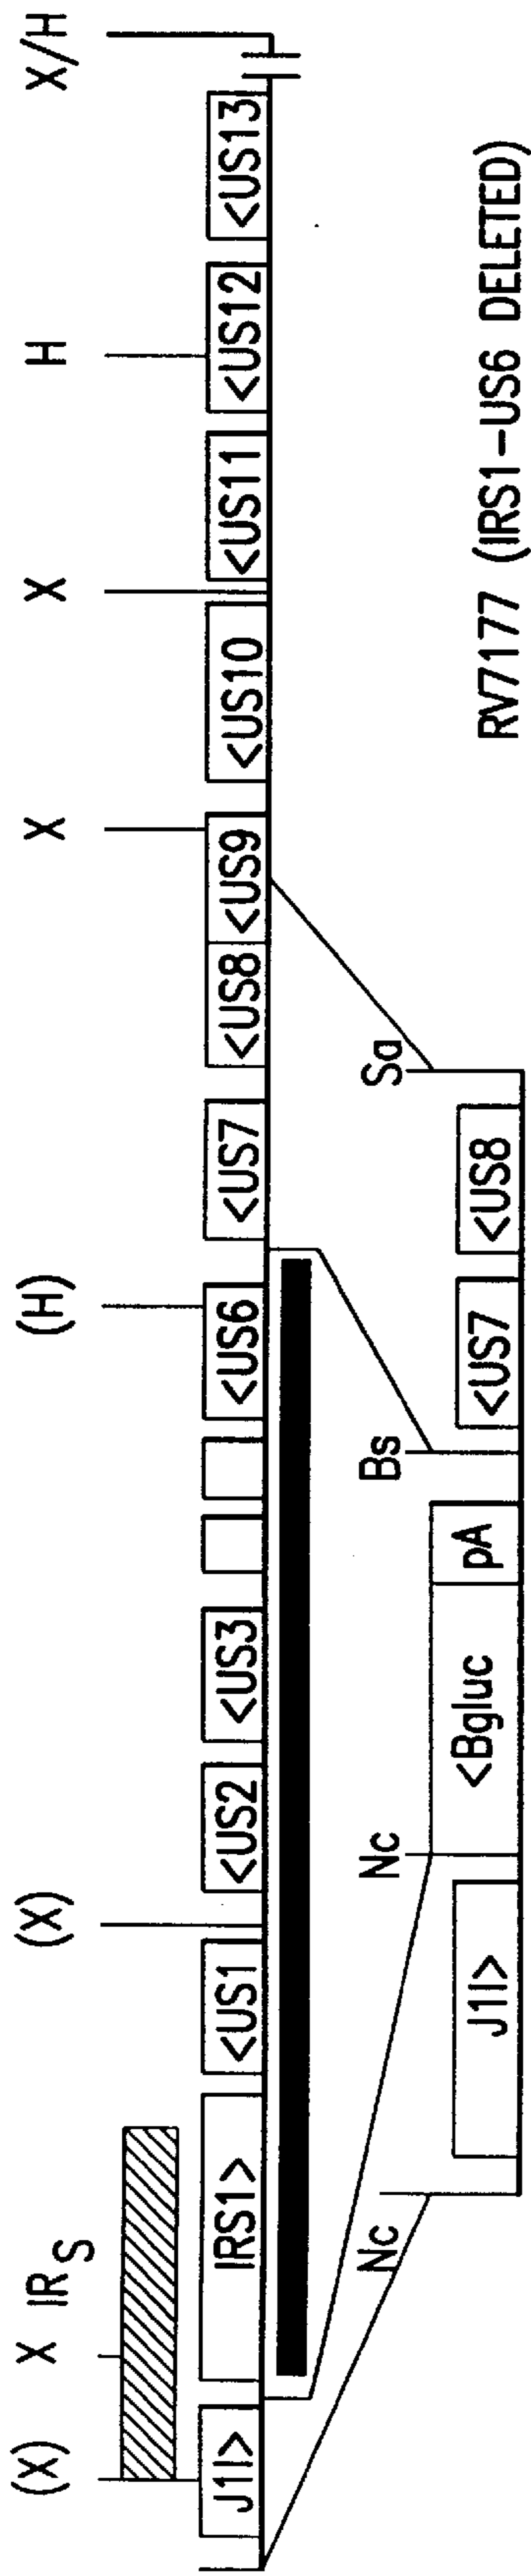 (X) X IR S (X) (H) X X H X/H
J1I> IRS1> <US1 <US2 <US3 <US6 <US7 <US8 <US9 <US10 <US11 <US12 <US13
Nc Nc Bs Sa
J1I> <Bgluc pA <US7 <US8
RV7177 (IRS1-US6 DELETED)